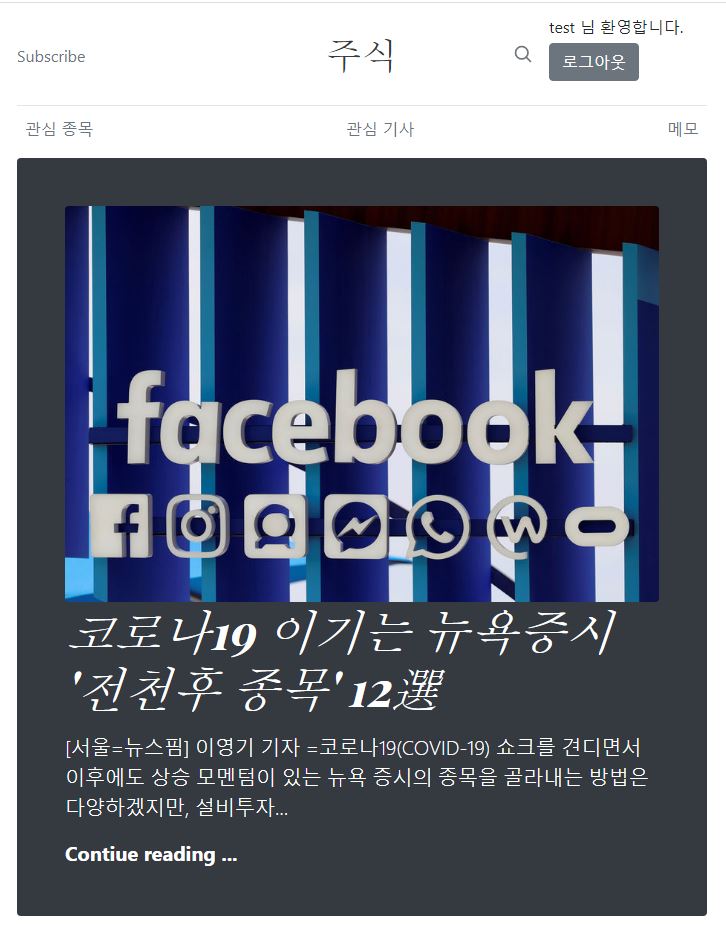 Subscribe
주식
test 님 환영합니다.
로그아웃
관심 종목
관심 기사
메모
facebook
코로나19 이기는 뉴욕증시
'전천후 종목' 12選
[서울=뉴스핌] 이영기 기자 =코로나19(COVID-19) 쇼크를 견디면서
이후에도 상승 모멘텀이 있는 뉴욕 증시의 종목을 골라내는 방법은
다양하겠지만, 설비투자...
Contiue reading ...